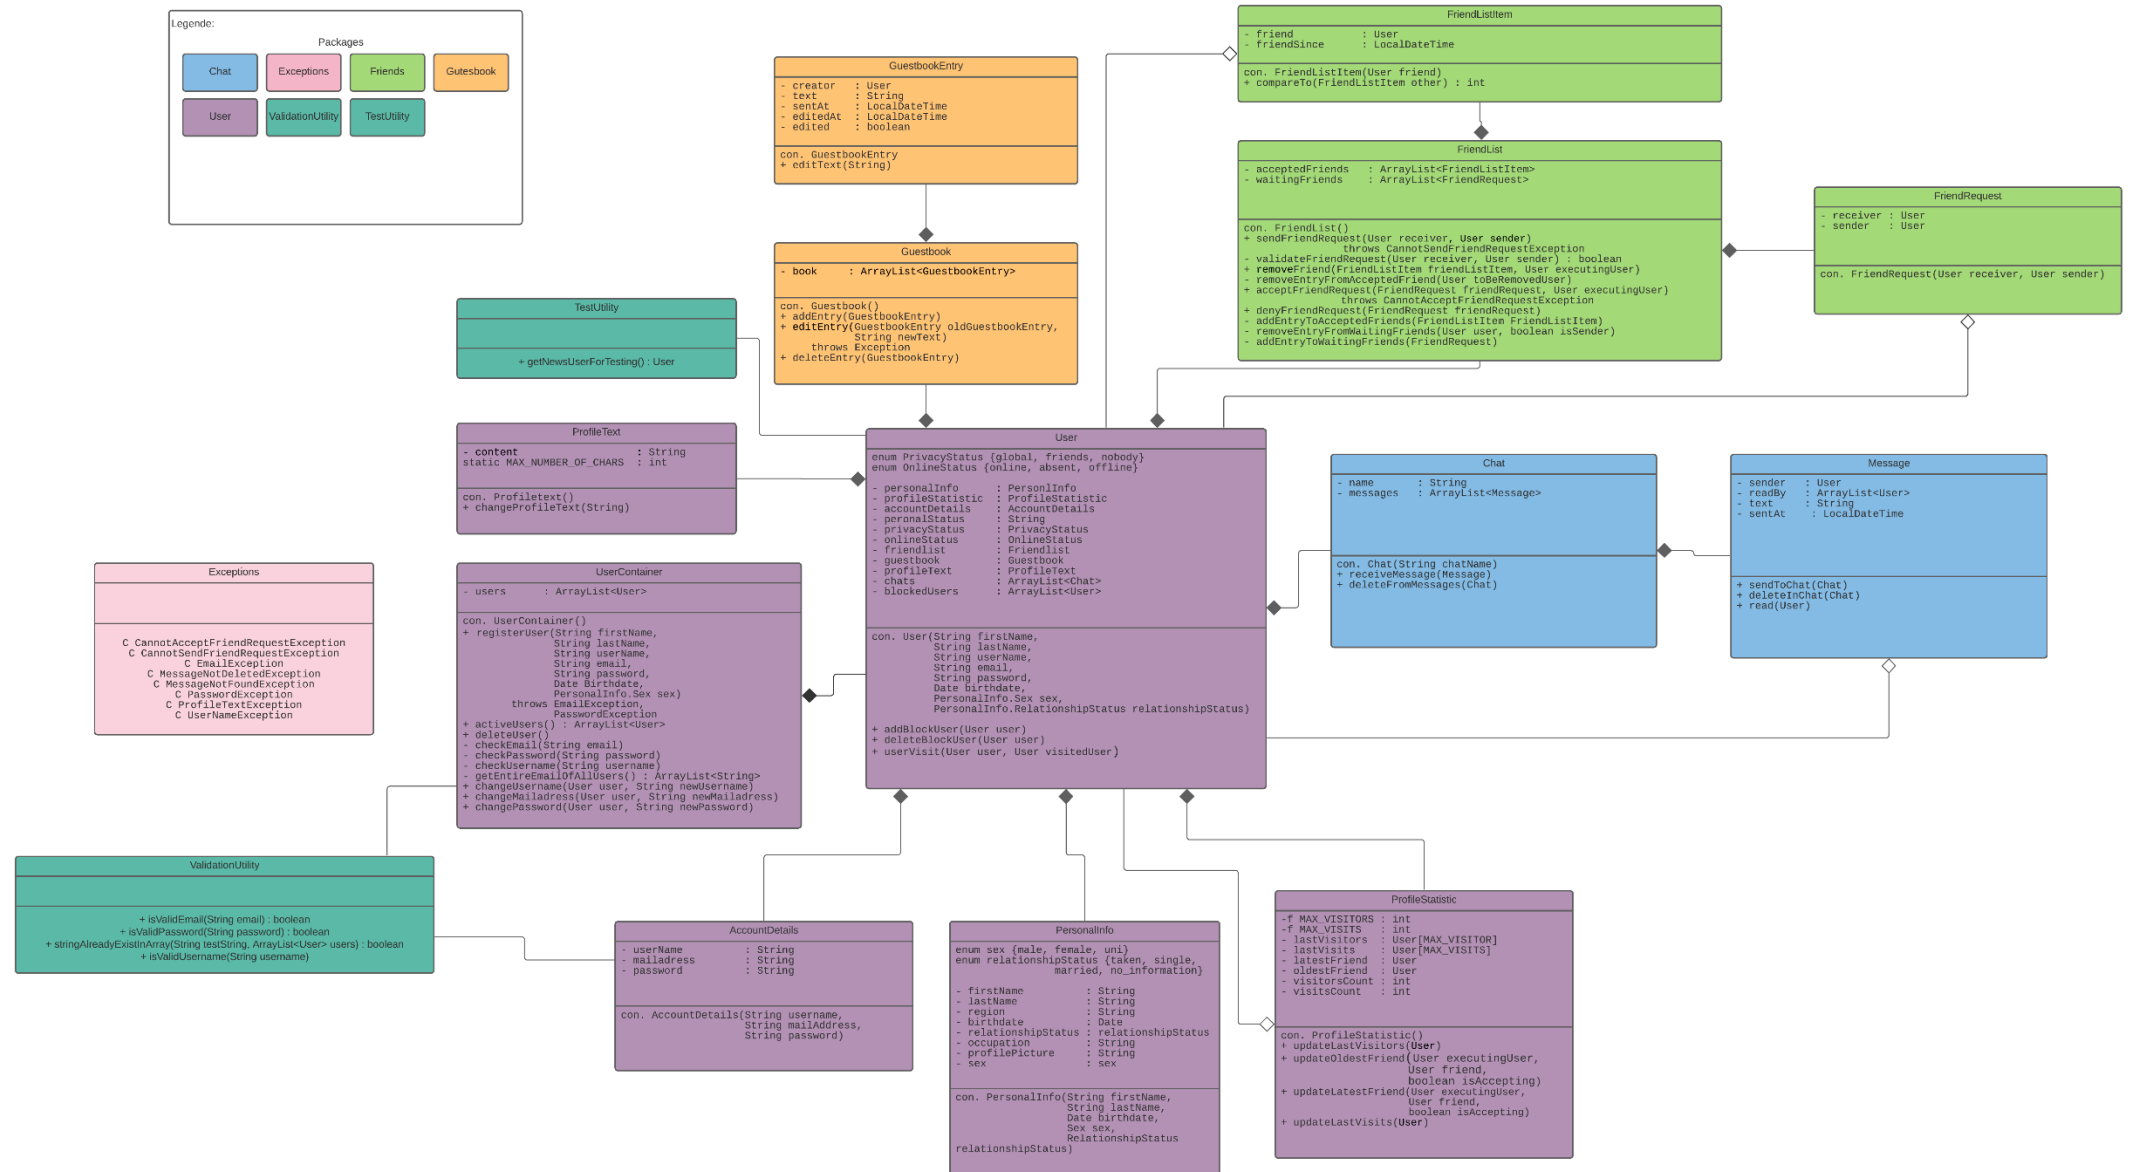 Legende:
Packages
Chat
Exceptions
Friends
Gutesbook
User
ValidationUtility
TestUtility
GuestbookEntry
- creator : User
- text : String
- sentAt : LocalDateTime
- editedAt : LocalDateTime
- edited : boolean
con. GuestbookEntry
+ editText(String)
Guestbook
- book : ArrayList<GuestbookEntry>
con. Guestbook()
+ addEntry(GuestbookEntry)
+ editEntry(GuestbookEntry oldGuestbookEntry,
String newText)
throws Exception
+ deleteEntry(GuestbookEntry)
FriendListItem
- friend : User
- friendSince : LocalDateTime
con. FriendListItem(User friend)
+ compareTo(FriendListItem other) : int
FriendList
- acceptedFriends : ArrayList<FriendListItem>
- waitingFriends : ArrayList<FriendRequest>
con. FriendList()
+ sendFriendRequest(User receiver, User sender)
throws CannotSendFriendRequestException
- validateFriendRequest(User receiver, User sender) : boolean
+ removeFriend(FriendListItem friendListItem, User executingUser)
- removeEntryFromAcceptedFriend(User toBeRemovedUser)
+ acceptFriendRequest(FriendRequest friendRequest, User executingUser)
throws CannotAcceptFriendRequestException
+ denyFriendRequest(FriendRequest friendRequest)
- addEntryToAcceptedFriends(FriendListItem FriendListItem)
- removeEntryFromWaitingFriends(User user, boolean isSender)
- addEntryToWaitingFriends(FriendRequest)
FriendRequest
- receiver : User
- sender : User
con. FriendRequest(User receiver, User sender)
TestUtility
+ getNewsUserForTesting() : User
ProfileText
- content : String
static MAX_NUMBER_OF_CHARS : int
con. Profiletext()
+ changeProfileText(String)
User
enum PrivacyStatus {global, friends, nobody}
enum OnlineStatus {online, absent, offline}
- personalInfo : PersonlInfo
- profileStatistic : ProfileStatistic
- accountDetails : AccountDetails
- peronalStatus : String
- privacyStatus : PrivacyStatus
- onlineStatus : OnlineStatus
- friendlist : Friendlist
- guestbook : Guestbook
- profileText : ProfileText
- chats : ArrayList<Chat>
- blockedUsers : ArrayList<User>
con. User(String firstName,
String lastName,
String userName,
String email,
String password,
Date birthdate,
PersonalInfo.Sex sex,
PersonalInfo.RelationshipStatus relationshipStatus)
+ addBlockUser(User user)
+ deleteBlockUser(User user)
+ userVisit(User user, User visitedUser)
Chat
- name : String
- messages : ArrayList<Message>
con. Chat(String chatName)
+ receiveMessage(Message)
+ deleteFromMessages(Chat)
Message
- sender : User
- readBy : ArrayList<User>
- text : String
- sentAt : LocalDateTime
+ sendToChat(Chat)
+ deleteInChat(Chat)
+ read(User)
Exceptions
C CannotAcceptFriendRequestException
C CannotSendFriendRequestException
C EmailException
C MessageNotDeletedException
C MessageNotFoundException
C PasswordException
C ProfileTextException
C UserNameException
UserContainer
- users : ArrayList<User>
con. UserContainer()
+ registerUser(String firstName,
String lastName,
String userName,
String email,
String password,
Date Birthdate,
PersonalInfo.Sex sex)
throws EmailException,
PasswordException
+ activeUsers() : ArrayList<User>
+ deleteUser()
- checkEmail(String email)
- checkPassword(String password)
- checkUsername(String username)
- getEntireEmailOfAllUsers() : ArrayList<String>
+ changeUsername(User user, String newUsername)
+ changeMailadress(User user, String newMailadress)
+ changePassword(User user, String newPassword)
ValidationUtility
+ isValidEmail(String email) : boolean
+ isValidPassword(String password) : boolean
+ stringAlreadyExistInArray(String testString, ArrayList<User> users) : boolean
+ isValidUsername(String username)
AccountDetails
- userName : String
- mailadress : String
- password : String
con. AccountDetails(String username,
String mailAddress,
String password)
PersonalInfo
enum sex {male, female, uni}
enum relationshipStatus {taken, single,
married, no_information}
- firstName : String
- lastName : String
- region : String
- birthdate : Date
- relationshipStatus : relationshipStatus
- occupation : String
- profilePicture : String
- sex : sex
con. PersonalInfo(String firstName,
String lastName,
Date birthdate,
Sex sex,
RelationshipStatus
relationshipStatus)
ProfileStatistic
-f MAX_VISITORS : int
-f MAX_VISITS : int
- lastVisitors : User[MAX_VISITOR]
- lastVisits : User[MAX_VISITS]
- latestFriend : User
- oldestFriend : User
- visitorsCount : int
- visitsCount : int
con. ProfileStatistic()
+ updateLastVisitors(User)
+ updateOldestFriend(User executingUser,
User friend,
boolean isAccepting)
+ updateLatestFriend(User executingUser,
User friend,
boolean isAccepting)
+ updateLastVisits(User)